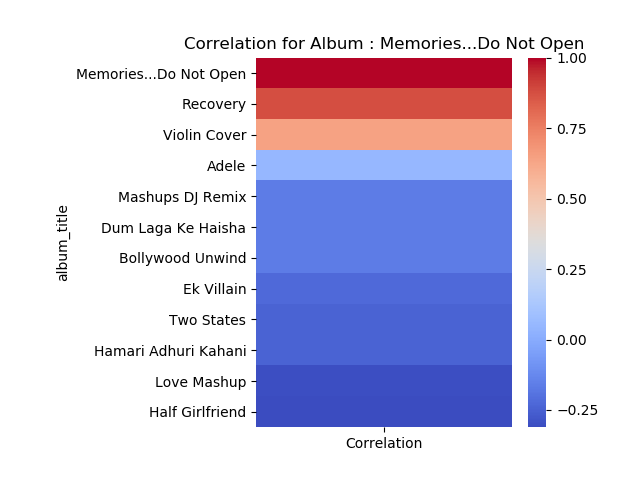 Correlation for Album : Memories...Do Not Open
Memories...Do Not Open
Recovery
Violin Cover
Adele
Mashups DJ Remix
Dum Laga Ke Haisha
Bollywood Unwind
Ek Villain
Two States
Hamari Adhuri Kahani
Love Mashup
Half Girlfriend
album_title
Correlation
1.00
0.75
0.50
0.25
0.00
−0.25